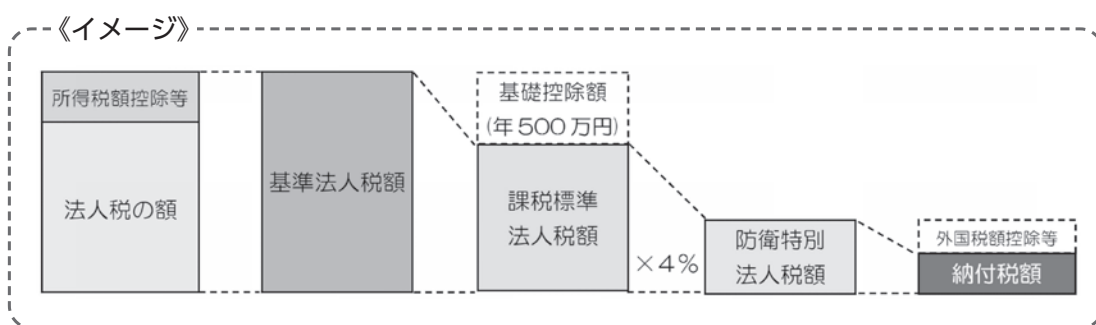 《イメージ》
所得税額控除等
法人税の額
基準法人税額
基礎控除額
(年500万円)
課税標準
法人税額
×4%
防衛特別
法人税額
外国税額控除等
納付税額